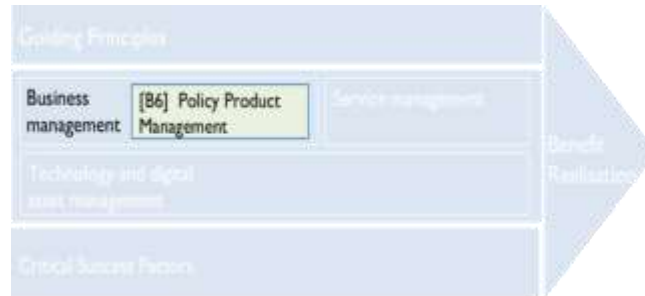 Guiding Principles
Business management
[B6] Policy Product Management
Service management
Technology and digital asset management
Benefit Realisation
Critical Success Factors